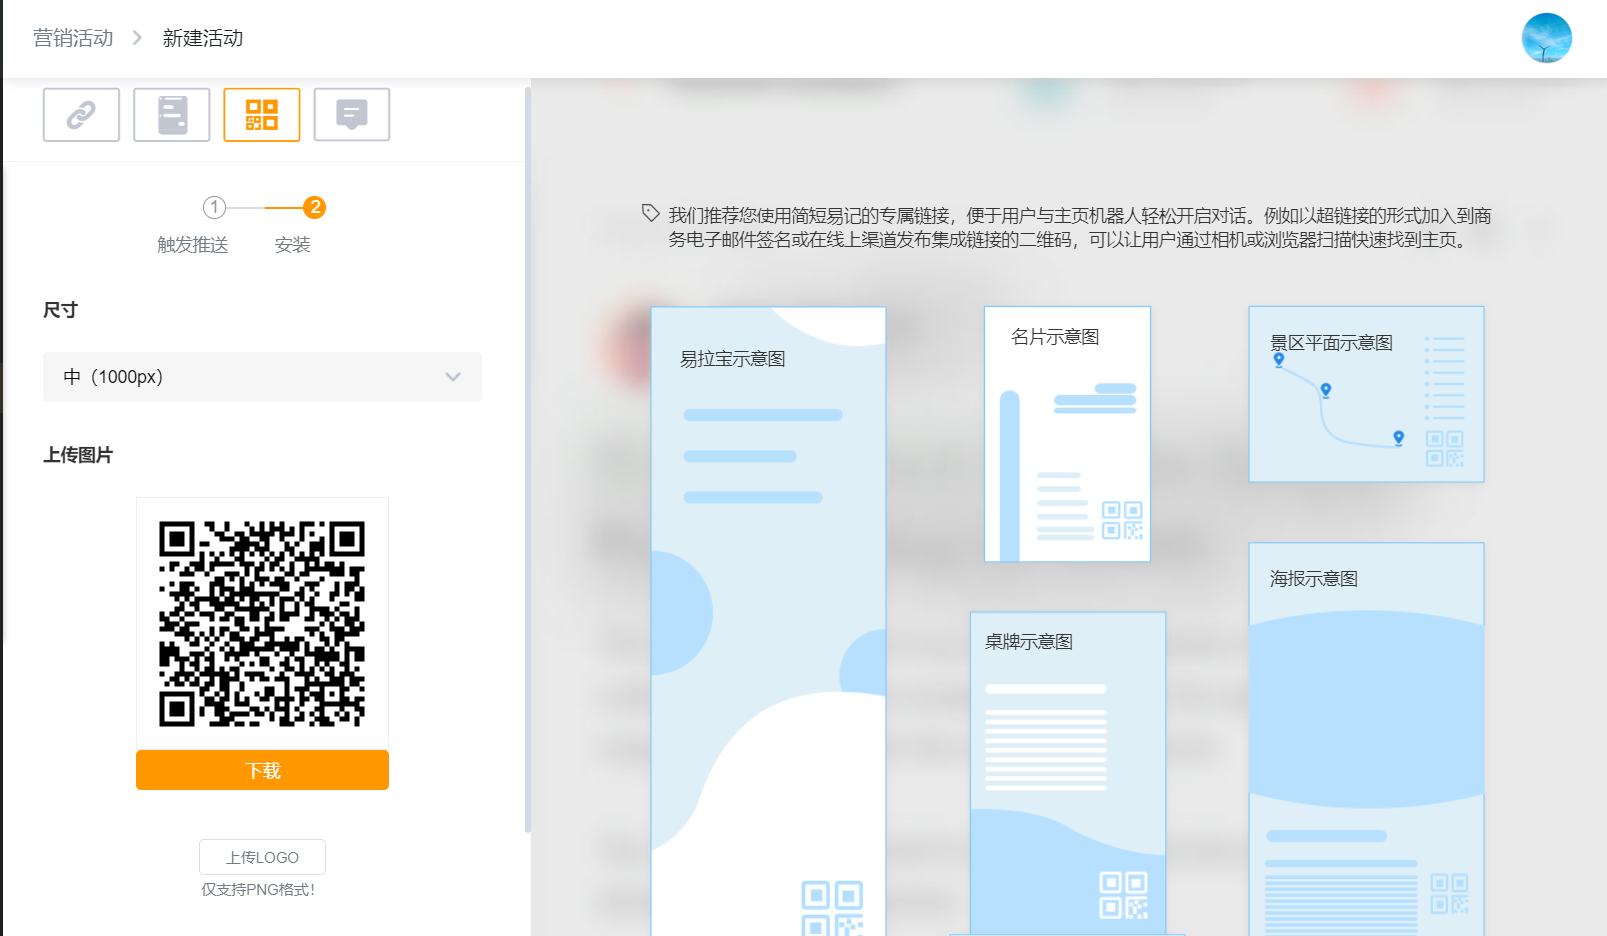 营销活动 > 新建活动
1
2
触发推送
安装
尺寸
中（1000px）
上传图片
下载
上传LOGO
仅支持PNG格式！
我们推荐您使用简短易记的专属链接，便于用户与主页机器人轻松开启对话。例如以超链接的形式加入到商
务电子邮件签名或在线上渠道发布集成链接的二维码，可以让用户通过相机或浏览器扫描快速找到主页。
易拉宝示意图
名片示意图
景区平面示意图
桌牌示意图
海报示意图